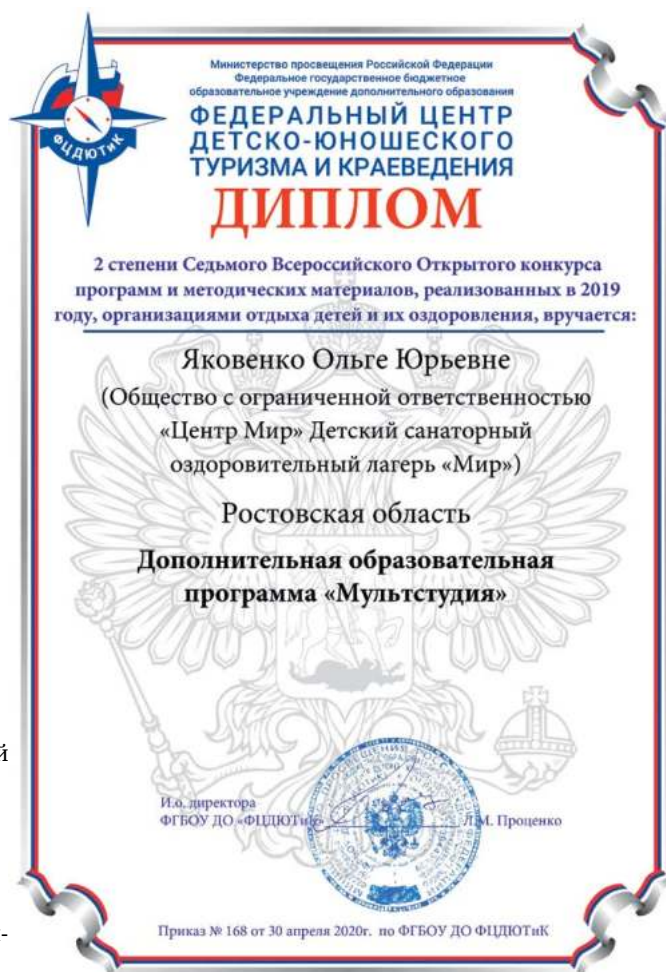 Министерство просвещения Российской Федерации
Федеральное государственное бюджетное
образовательное учреждение дополнительного образования
ФЕДЕРАЛЬНЫЙ ЦЕНТР
ДЕТСКО-ЮНОШЕСКОГО
ТУРИЗМА И КРАЕВЕДЕНИЯ
ФЦДЮТиК
ДИПЛОМ
2 степени Седьмого Всероссийского Открытого конкурса
программ и методических материалов, реализованных в 2019
году, организациями отдыха детей и их оздоровления, вручается:
Яковенко Ольге Юрьевне
(Общество с ограниченной ответственностью
«Центр Мир» Детский санаторный
оздоровительный лагерь «Мир»)
Ростовская область
Дополнительная образовательная
программа «Мультстудия»
й
И.о. директора
ФГБОУ ДО «ФЦДЮТиК» Л.М. Проценко
-
Приказ № 168 от 30 апреля 2020г. по ФГБОУ ДО ФЦДЮТиК